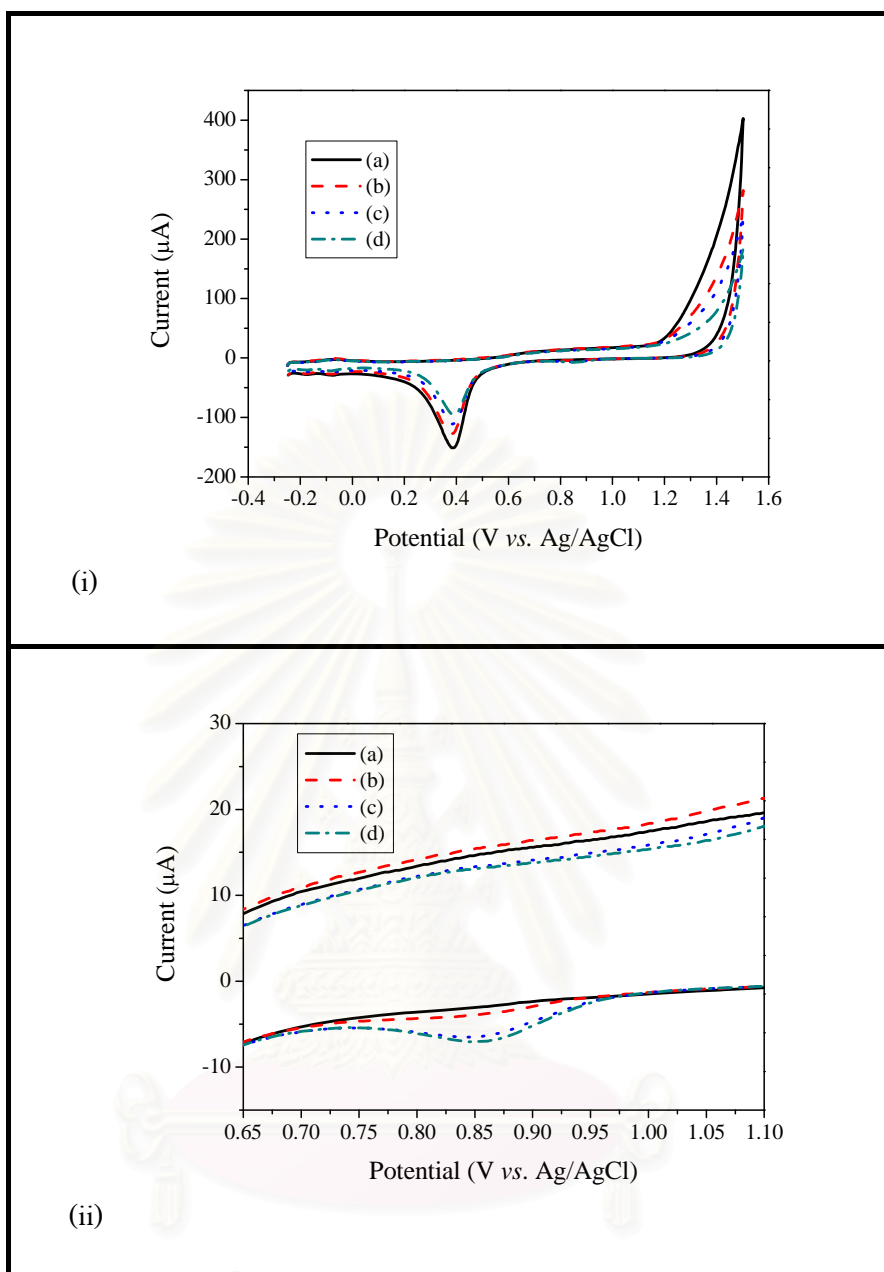 400
300
200
100
0
-100
-200
(a)
(b)
(c)
(d)
Current (μA)
-0.4 -0.2 0.0 0.2 0.4 0.6 0.8 1.0 1.2 1.4 1.6
Potential (V vs. Ag/AgCl)
(i)
30
20
10
0
-10
(a)
(b)
(c)
(d)
Current (μA)
0.65 0.70 0.75 0.80 0.85 0.90 0.95 1.00 1.05 1.10
Potential (V vs. Ag/AgCl)
(ii)